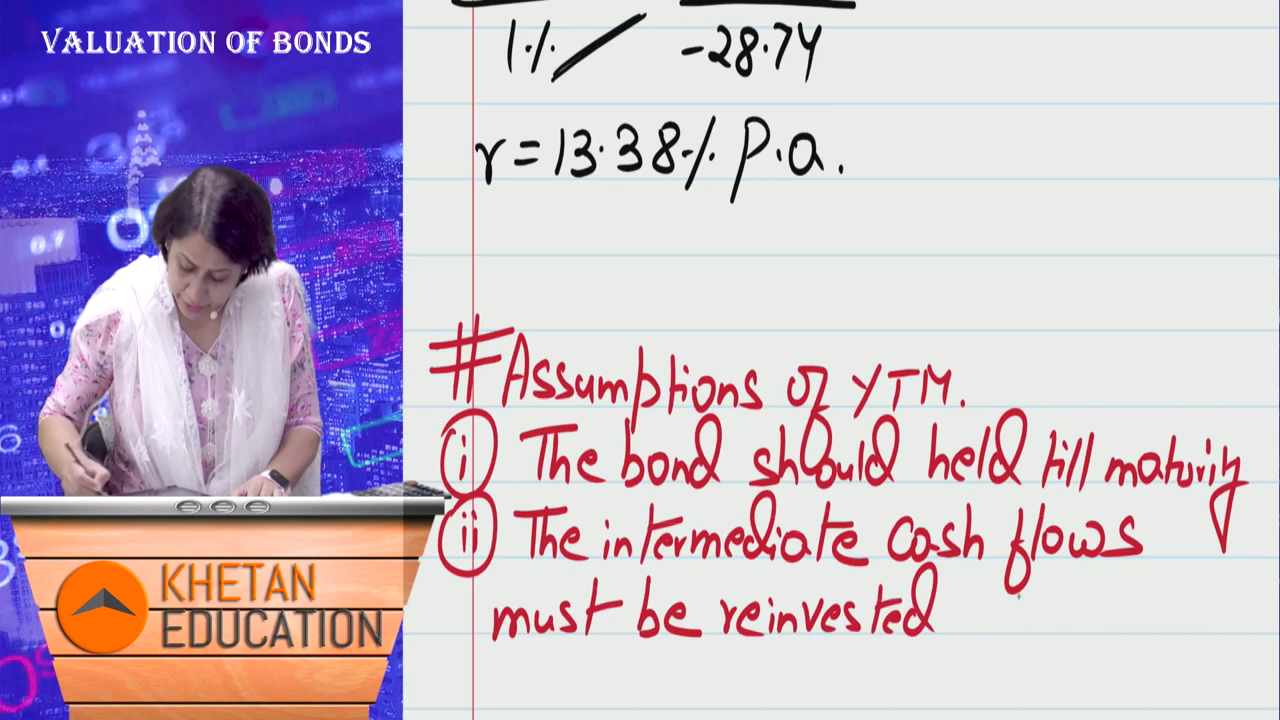 VALUATION OF BONDS
1% -28.74
r = 13.38% p.a.
# Assumptions of YTM.
(i) The bond should held till maturity
(ii) The intermediate cash flows
must be reinvested
KHETAN
EDUCATION